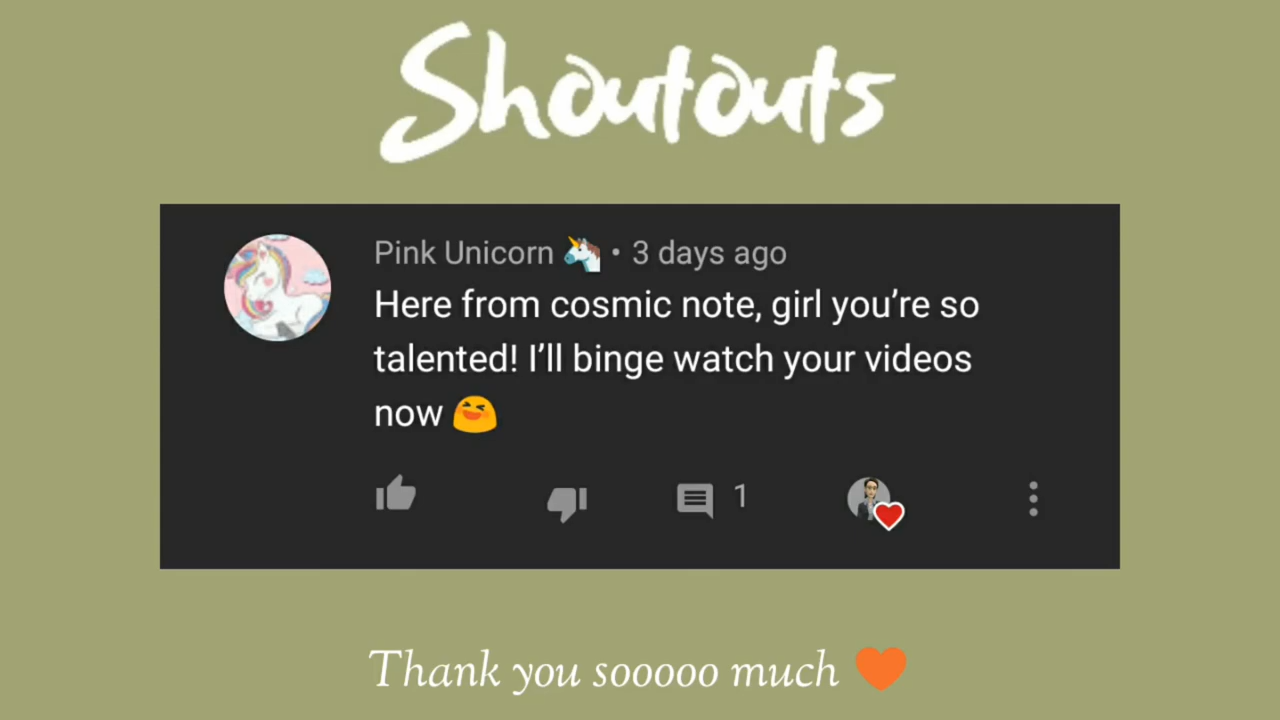 Shoutouts
Pink Unicorn 🦄 • 3 days ago
Here from cosmic note, girl you’re so
talented! I’ll binge watch your videos
now 😆
1
Thank you sooooo much 🧡